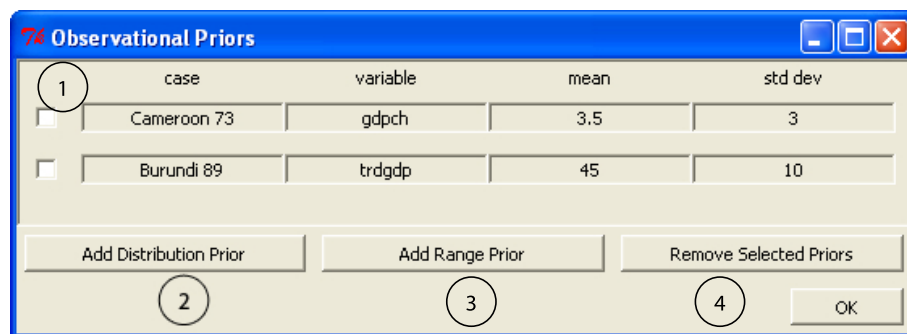 7% Observational Priors
1
case variable mean std dev
Cameroon 73 gdpch 3.5 3
Burundi 89 trdgdp 45 10
Add Distribution Prior Add Range Prior Remove Selected Priors
2 3 4
OK